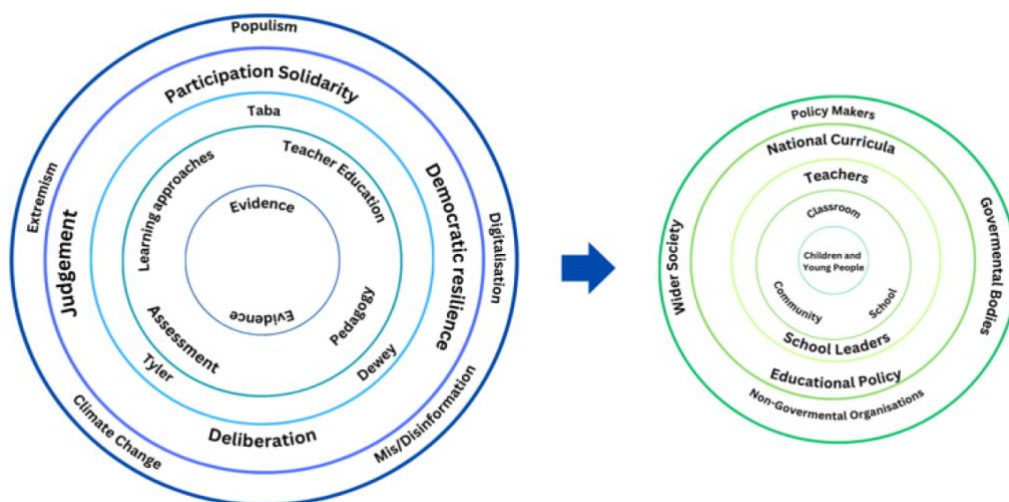 Populism
Participation Solidarity
Taba
Teacher Education
Learning approaches
Evidence
Extremism
Judgement
Democratic resilience
Digitalisation
Evidence
Pedagogy
Assessment
Tyler
Dewey
Deliberation
Climate Change
Mis/Disinformation
Policy Makers
National Curricula
Teachers
Classroom
Children and
Young People
Wider Society
Govermental Bodies
Community
School
School Leaders
Educational Policy
Non-Govermental Organisations